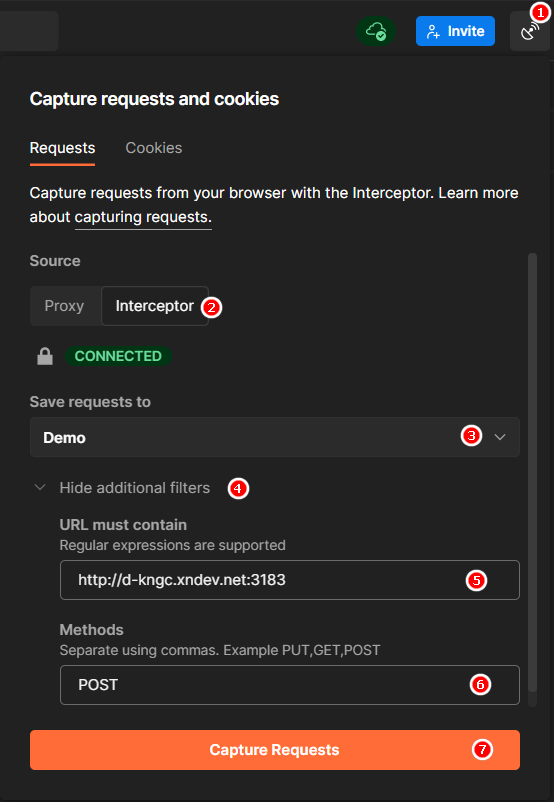 1
Invite
Capture requests and cookies
Requests Cookies
Capture requests from your browser with the Interceptor. Learn more
about capturing requests.
Source
Proxy Interceptor 2
CONNECTED
Save requests to
Demo 3
Hide additional filters 4
URL must contain
Regular expressions are supported
http://d-kngc.xndev.net:3183 5
Methods
Separate using commas. Example PUT,GET,POST
POST 6
Capture Requests 7